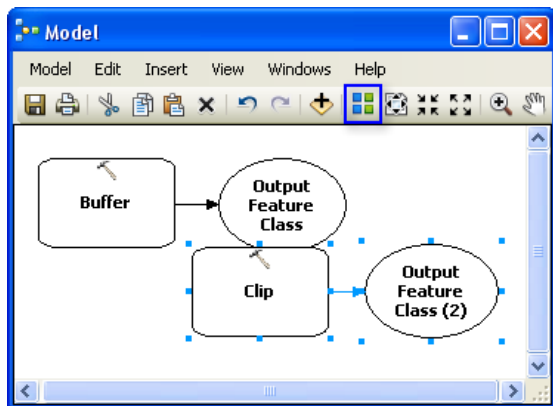 Model
Model Edit Insert View Windows Help
Buffer
Output
Feature
Class
Clip
Output
Feature
Class (2)